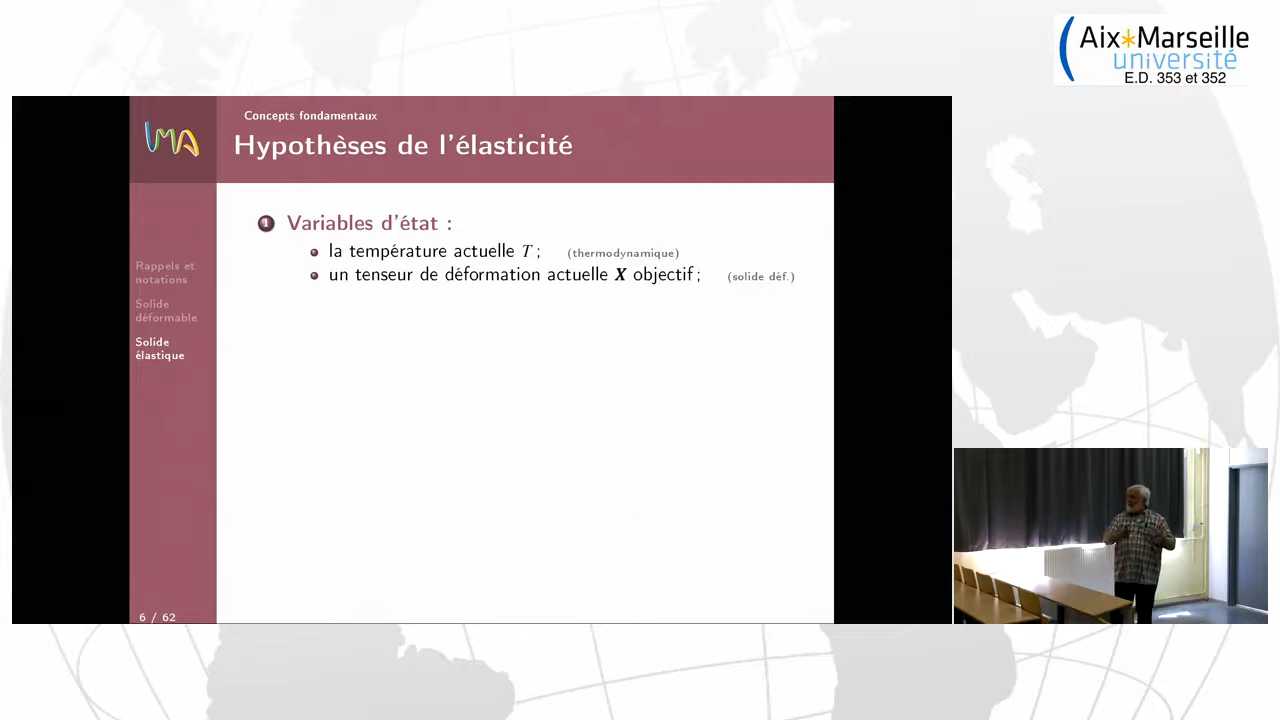 Aix*Marseille
université
E.D. 353 et 352
LMA
Concepts fondamentaux
Hypothèses de l'élasticité
1 Variables d'état :
la température actuelle T ; (thermodynamique)
un tenseur de déformation actuelle X objectif ; (solide déf.)
Rappels et
notations
Solide
déformable
Solide
élastique
6 / 62